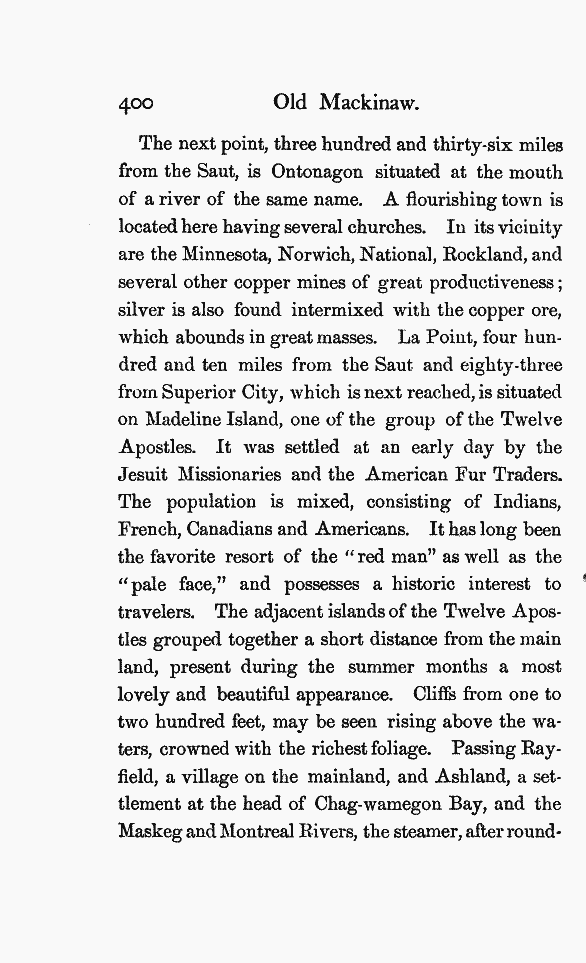 400 Old Mackinaw.
The next point, three hundred and thirty-six miles
from the Saut, is Ontonagon situated at the mouth
of a river of the same name. A flourishing town is
located here having several churches. In its vicinity
are the Minnesota, Norwich, National, Rockland, and
several other copper mines of great productiveness;
silver is also found intermixed with the copper ore,
which abounds in great masses. La Point, four hun-
dred and ten miles from the Saut and eighty-three
from Superior City, which is next reached, is situated
on Madeline Island, one of the group of the Twelve
Apostles. It was settled at an early day by the
Jesuit Missionaries and the American Fur Traders.
The population is mixed, consisting of Indians,
French, Canadians and Americans. It has long been
the favorite resort of the "red man" as well as the
"pale face," and possesses a historic interest to
travelers. The adjacent islands of the Twelve Apos-
tles grouped together a short distance from the main
land, present during the summer months a most
lovely and beautiful appearance. Cliffs from one to
two hundred feet, may be seen rising above the wa-
ters, crowned with the richest foliage. Passing Ray-
field, a village on the mainland, and Ashland, a set-
tlement at the head of Chag-wamegon Bay, and the
Maskeg and Montreal Rivers, the steamer, after round-